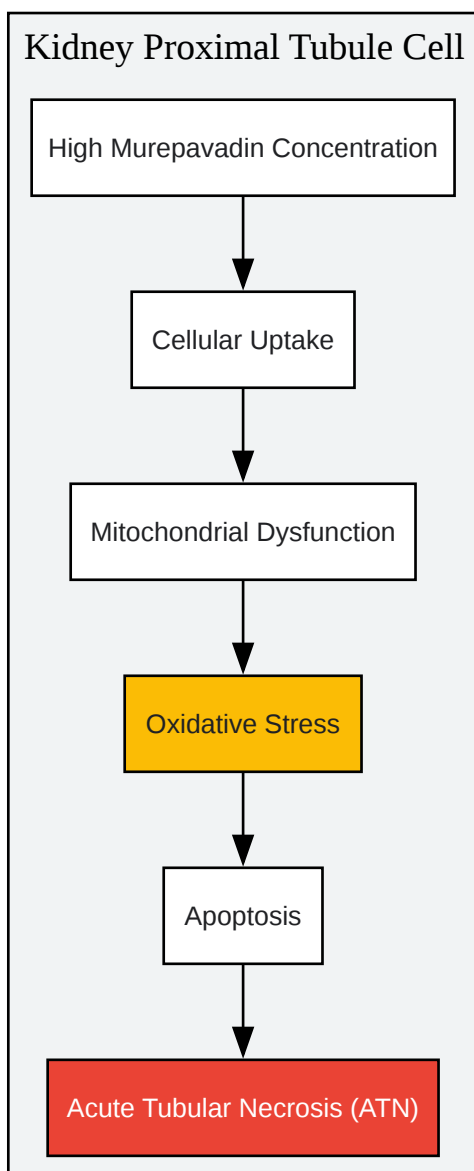 Kidney Proximal Tubule Cell
High Murepavadin Concentration
Cellular Uptake
Mitochondrial Dysfunction
Oxidative Stress
Apoptosis
Acute Tubular Necrosis (ATN)